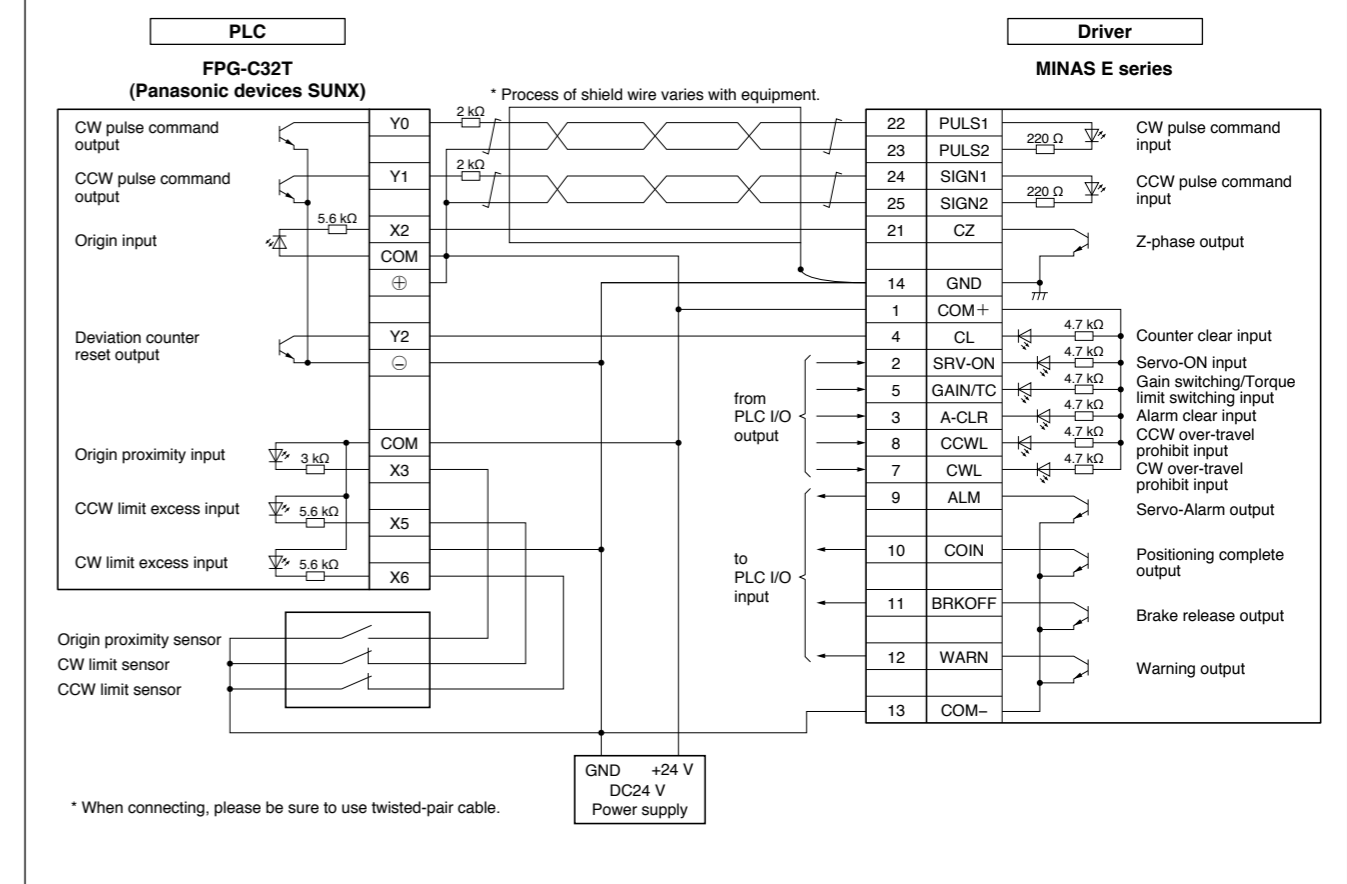 PLC
Driver
FPG-C32T
(Panasonic devices SUNX)
MINAS E series
* Process of shield wire varies with equipment.
CW pulse command
output
Y0
2 kΩ
22 PULS1
23 PULS2
220 Ω
CW pulse command
input
CCW pulse command
output
Y1
2 kΩ
24 SIGN1
25 SIGN2
220 Ω
CCW pulse command
input
Origin input
5.6 kΩ
X2
COM
⊕
21 CZ
Z-phase output
14 GND
1 COM+
Deviation counter
reset output
Y2
⊖
4 CL
4.7 kΩ
Counter clear input
from
PLC I/O
output
2 SRV-ON
4.7 kΩ
Servo-ON input
5 GAIN/TC
4.7 kΩ
Gain switching/Torque
limit switching input
3 A-CLR
4.7 kΩ
Alarm clear input
8 CCWL
4.7 kΩ
CCW over-travel
prohibit input
7 CWL
4.7 kΩ
CW over-travel
prohibit input
COM
Origin proximity input
3 kΩ
X3
CCW limit excess input
5.6 kΩ
X5
CW limit excess input
5.6 kΩ
X6
to
PLC I/O
input
9 ALM
Servo-Alarm output
10 COIN
Positioning complete
output
11 BRKOFF
Brake release output
12 WARN
Warning output
13 COM−
Origin proximity sensor
CW limit sensor
CCW limit sensor
GND +24 V
DC24 V
Power supply
* When connecting, please be sure to use twisted-pair cable.